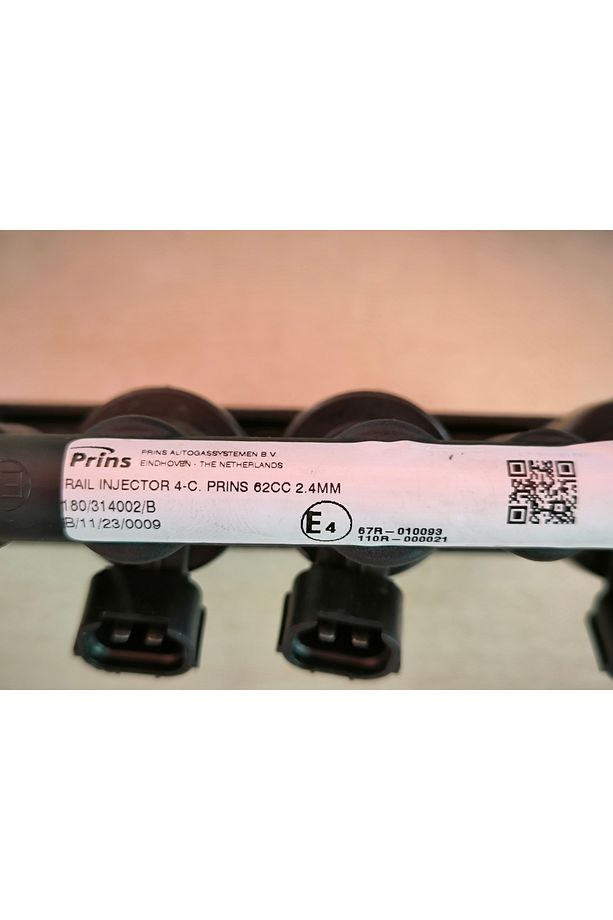 Prins
PRINS AUTOGASSYSTEMEN B.V.
EINDHOVEN - THE NETHERLANDS
RAIL INJECTOR 4-C. PRINS 62CC 2.4MM
180/314002/B
B/11/23/0009
E4
67R-010093
110R-000021